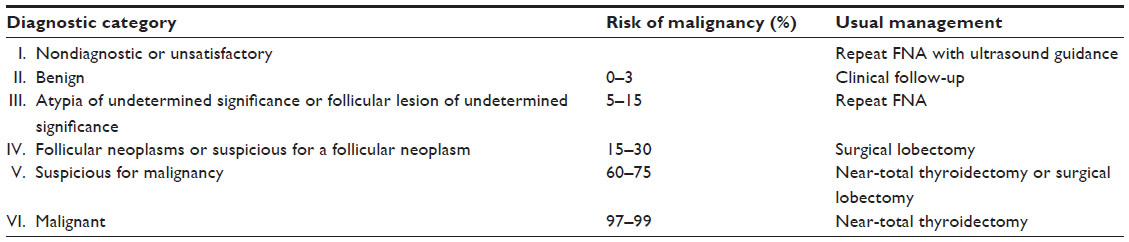 Diagnostic category Risk of malignancy (%) Usual management
I. Nondiagnostic or unsatisfactory Repeat FNA with ultrasound guidance
II. Benign 0–3 Clinical follow-up
III. Atypia of undetermined significance or follicular lesion of undetermined 5–15 Repeat FNA
significance
IV. Follicular neoplasms or suspicious for a follicular neoplasm 15–30 Surgical lobectomy
V. Suspicious for malignancy 60–75 Near-total thyroidectomy or surgical
lobectomy
VI. Malignant 97–99 Near-total thyroidectomy